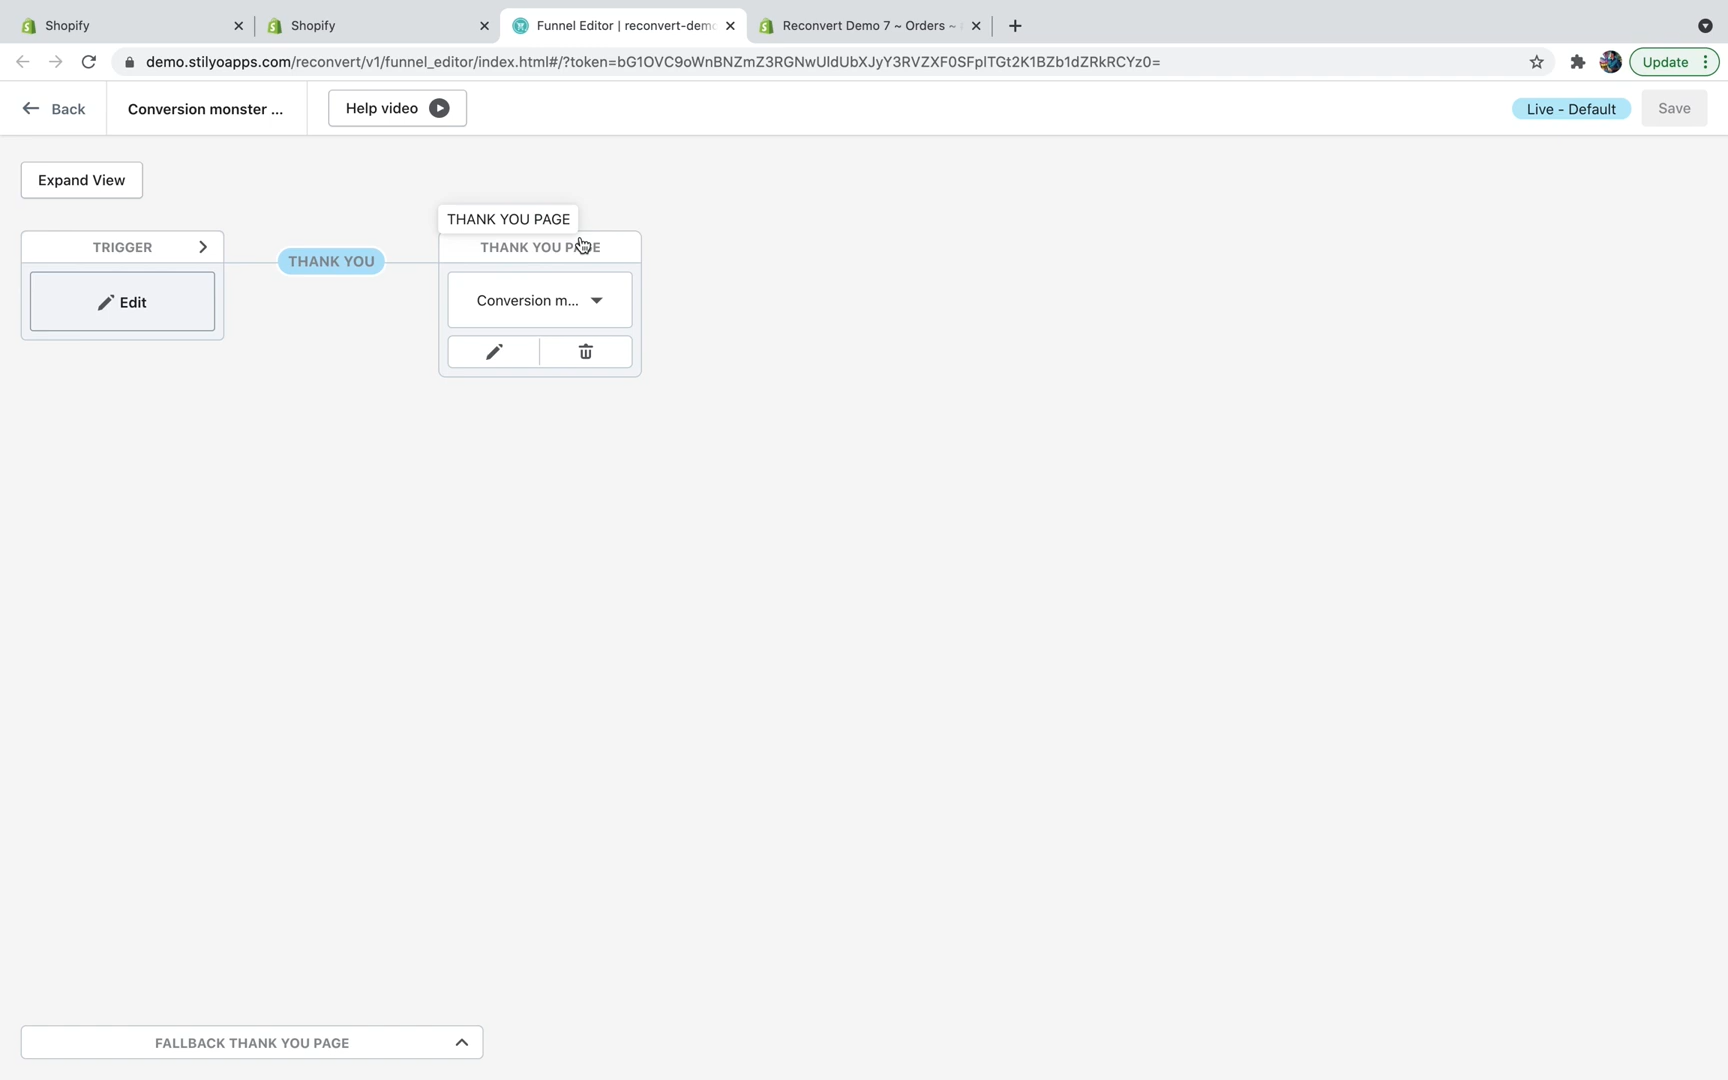 Shopify
Shopify
Funnel Editor | reconvert-demo
Reconvert Demo 7 ~ Orders ~
demo.stilyoapps.com/reconvert/v1/funnel_editor/index.html#/?token=bG1OVC9oWnBNZmZ3RGNwUldUbXJyY3RVZXF0SFplTGt2K1BZb1dZRkRCYz0=
Update
Back
Conversion monster ...
Help video
Live - Default
Save
Expand View
THANK YOU PAGE
TRIGGER
THANK YOU
THANK YOU PAGE
Edit
Conversion m...
FALLBACK THANK YOU PAGE